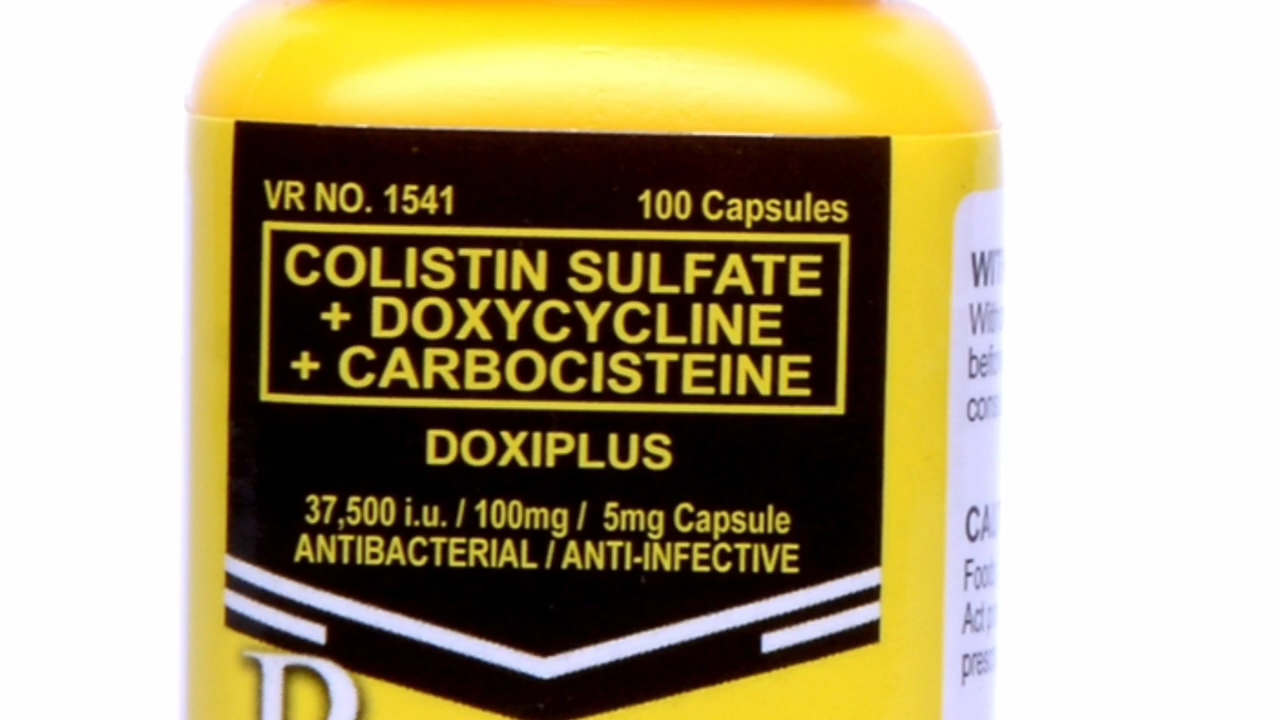 VR NO. 1541 100 Capsules
COLISTIN SULFATE
+ DOXYCYCLINE
+ CARBOCISTEINE
DOXIPLUS
37,500 i.u. / 100mg / 5mg Capsule
ANTIBACTERIAL / ANTI-INFECTIVE